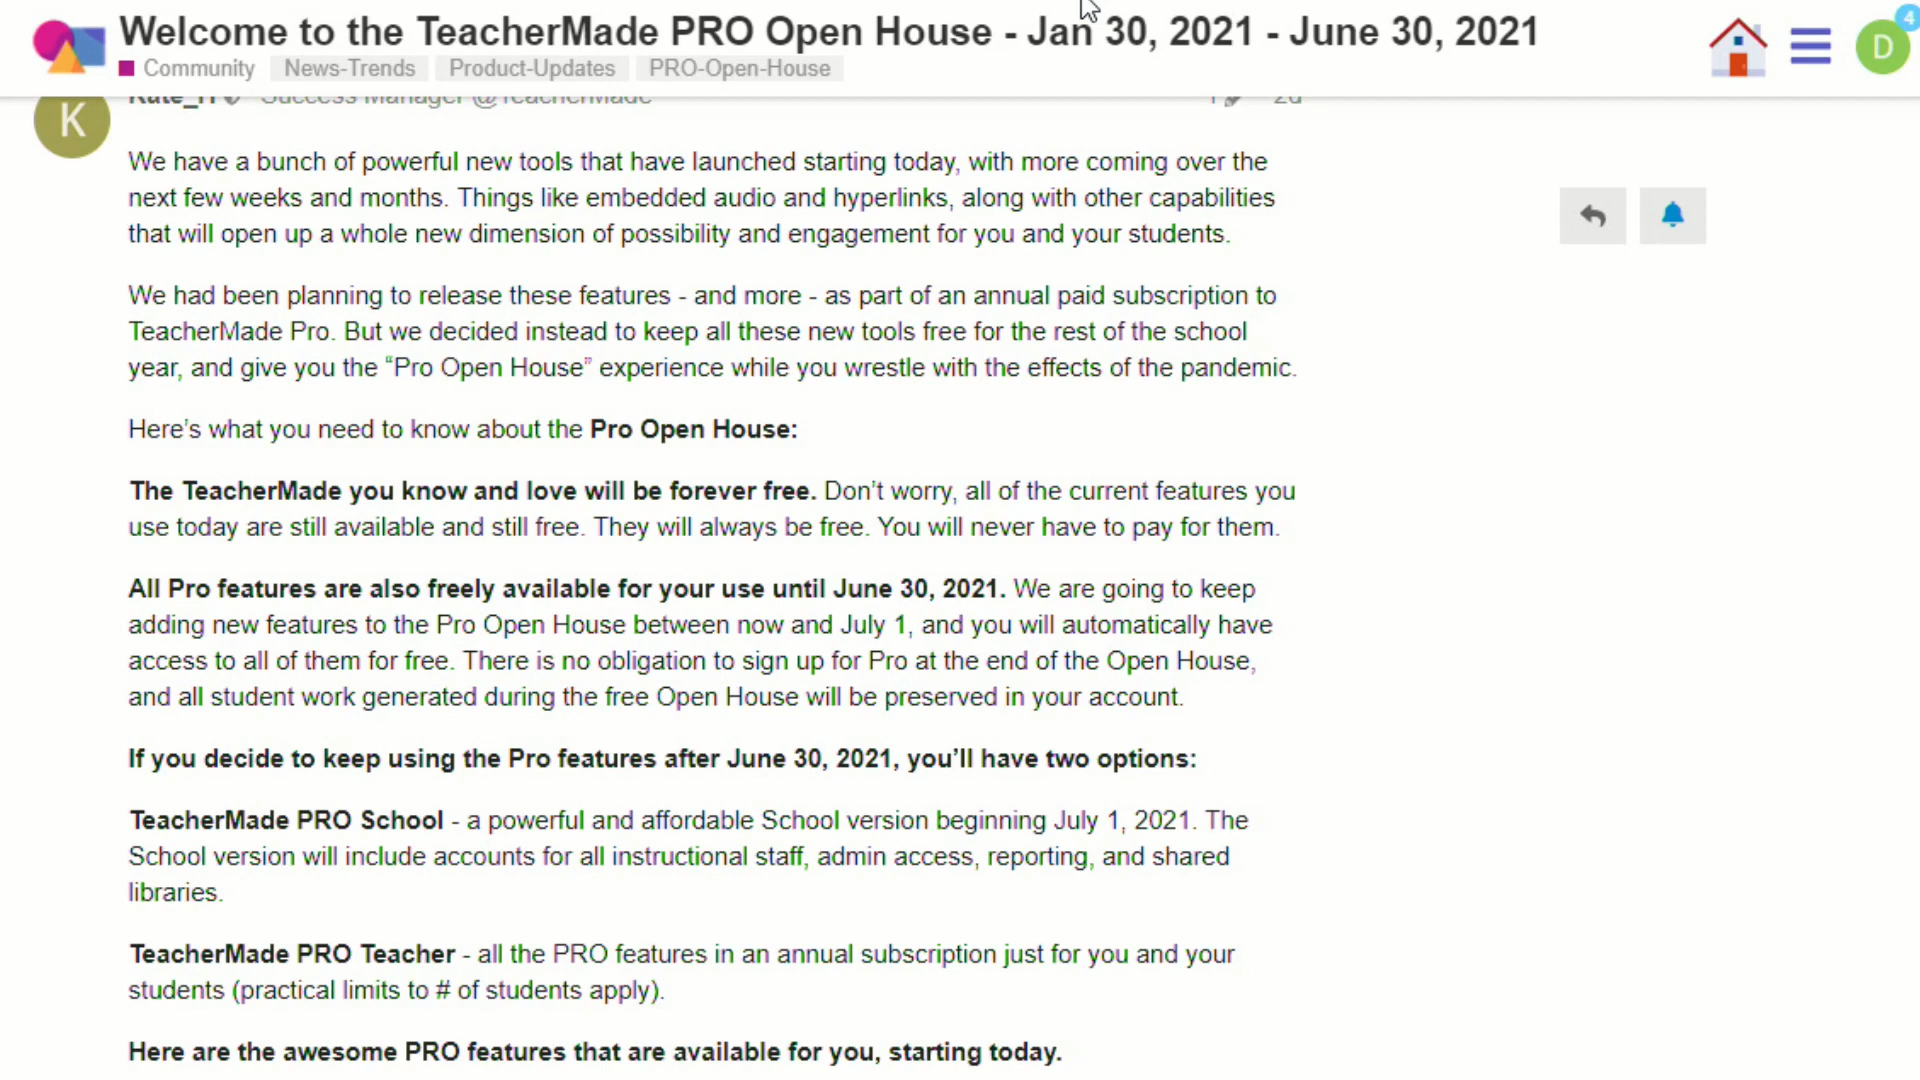 Welcome to the TeacherMade PRO Open House - Jan 30, 2021 - June 30, 2021
Community News-Trends Product-Updates PRO-Open-House
D
4
K
Success Manager @TeacherMade
2d
We have a bunch of powerful new tools that have launched starting today, with more coming over the
next few weeks and months. Things like embedded audio and hyperlinks, along with other capabilities
that will open up a whole new dimension of possibility and engagement for you and your students.
We had been planning to release these features - and more - as part of an annual paid subscription to
TeacherMade Pro. But we decided instead to keep all these new tools free for the rest of the school
year, and give you the “Pro Open House” experience while you wrestle with the effects of the pandemic.
Here’s what you need to know about the Pro Open House:
The TeacherMade you know and love will be forever free. Don’t worry, all of the current features you
use today are still available and still free. They will always be free. You will never have to pay for them.
All Pro features are also freely available for your use until June 30, 2021. We are going to keep
adding new features to the Pro Open House between now and July 1, and you will automatically have
access to all of them for free. There is no obligation to sign up for Pro at the end of the Open House,
and all student work generated during the free Open House will be preserved in your account.
If you decide to keep using the Pro features after June 30, 2021, you’ll have two options:
TeacherMade PRO School - a powerful and affordable School version beginning July 1, 2021. The
School version will include accounts for all instructional staff, admin access, reporting, and shared
libraries.
TeacherMade PRO Teacher - all the PRO features in an annual subscription just for you and your
students (practical limits to # of students apply).
Here are the awesome PRO features that are available for you, starting today.